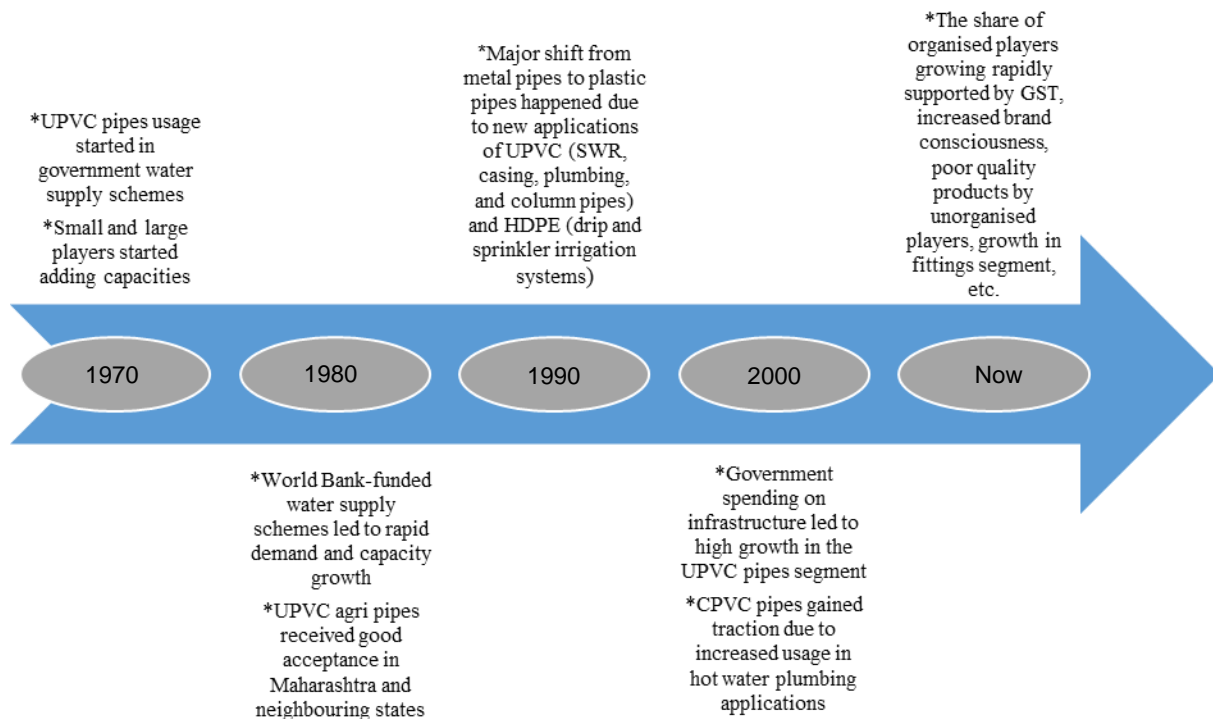 *UPVC pipes usage
started in
government water
supply schemes
*Small and large
players started
adding capacities
*Major shift from
metal pipes to plastic
pipes happened due
to new applications
of UPVC (SWR,
casing, plumbing,
and column pipes)
and HDPE (drip and
sprinkler irrigation
systems)
*The share of
organised players
growing rapidly
supported by GST,
increased brand
consciousness,
poor quality
products by
unorganised
players, growth in
fittings segment,
etc.
1970
1980
1990
2000
Now
*World Bank-funded
water supply
schemes led to rapid
demand and capacity
growth
*UPVC agri pipes
received good
acceptance in
Maharashtra and
neighbouring states
*Government
spending on
infrastructure led to
high growth in the
UPVC pipes segment
*CPVC pipes gained
traction due to
increased usage in
hot water plumbing
applications